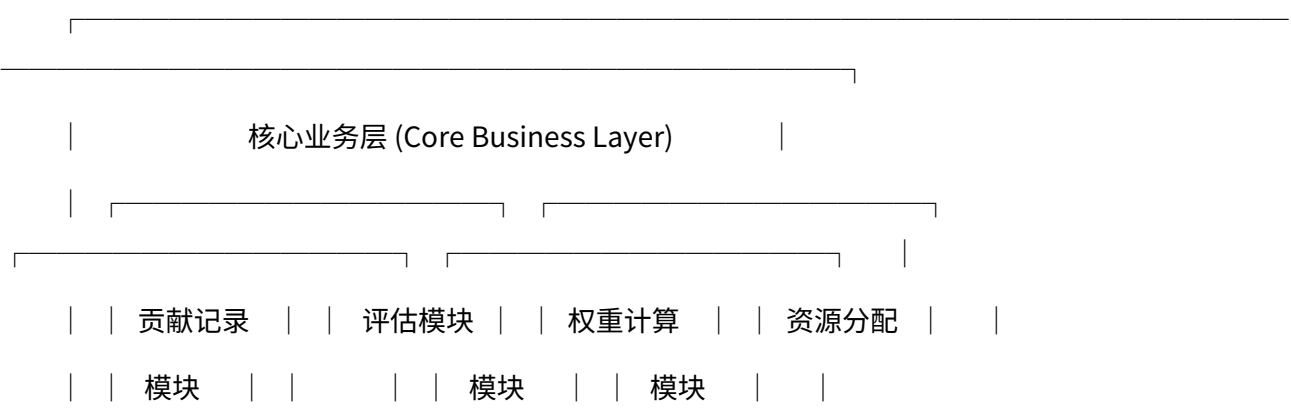 ┌────────────────────────────────────────────
──────────────────────────────┐
│ 核心业务层 (Core Business Layer) │
│ ┌──────────────┐ ┌──────────────┐
┌──────────────┐ ┌──────────────┐ │
│ │ 贡献记录 │ │ 评估模块 │ │ 权重计算 │ │ 资源分配 │ │
│ │ 模块 │ │ │ │ 模块 │ │ 模块 │ │